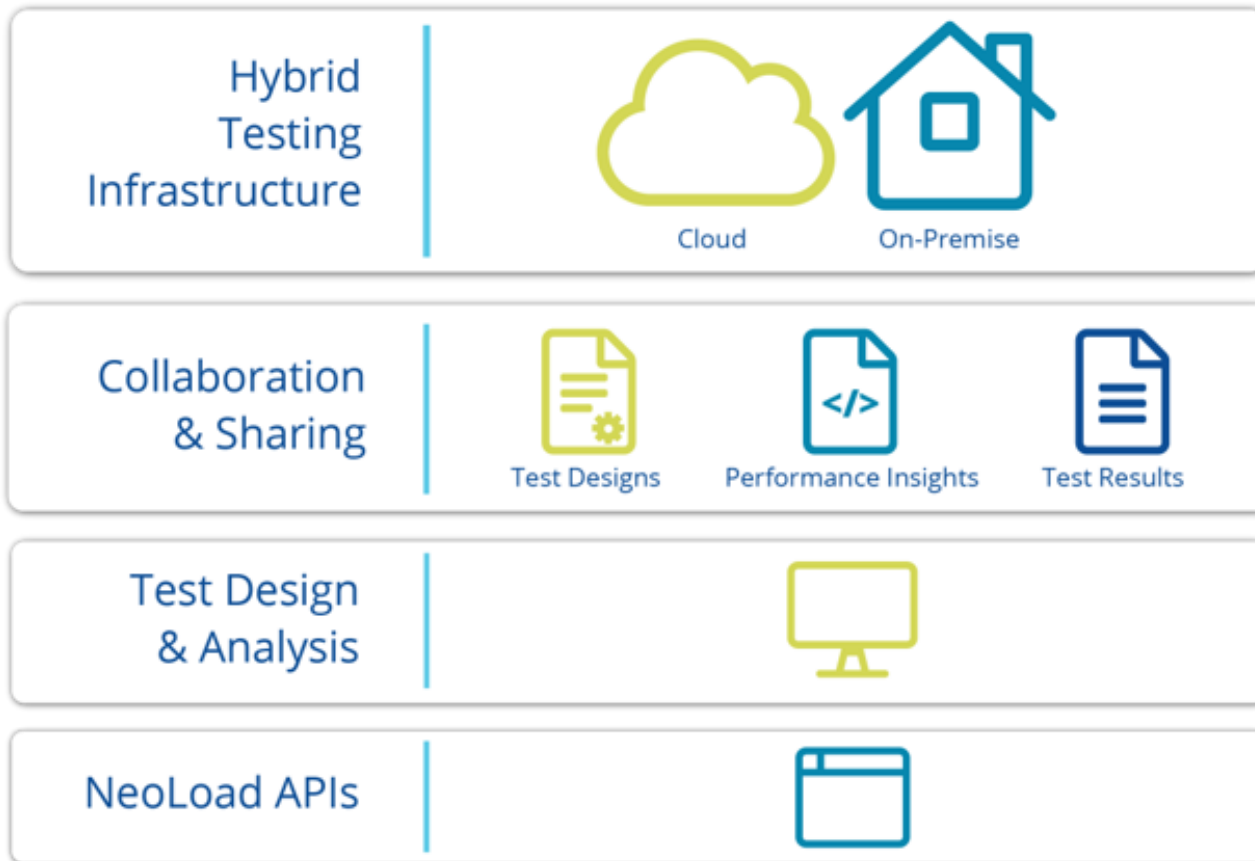 Hybrid
Testing
Infrastructure
Cloud
On-Premise
Collaboration
& Sharing
</>
Test Designs
Performance Insights
Test Results
Test Design
& Analysis
NeoLoad APIs